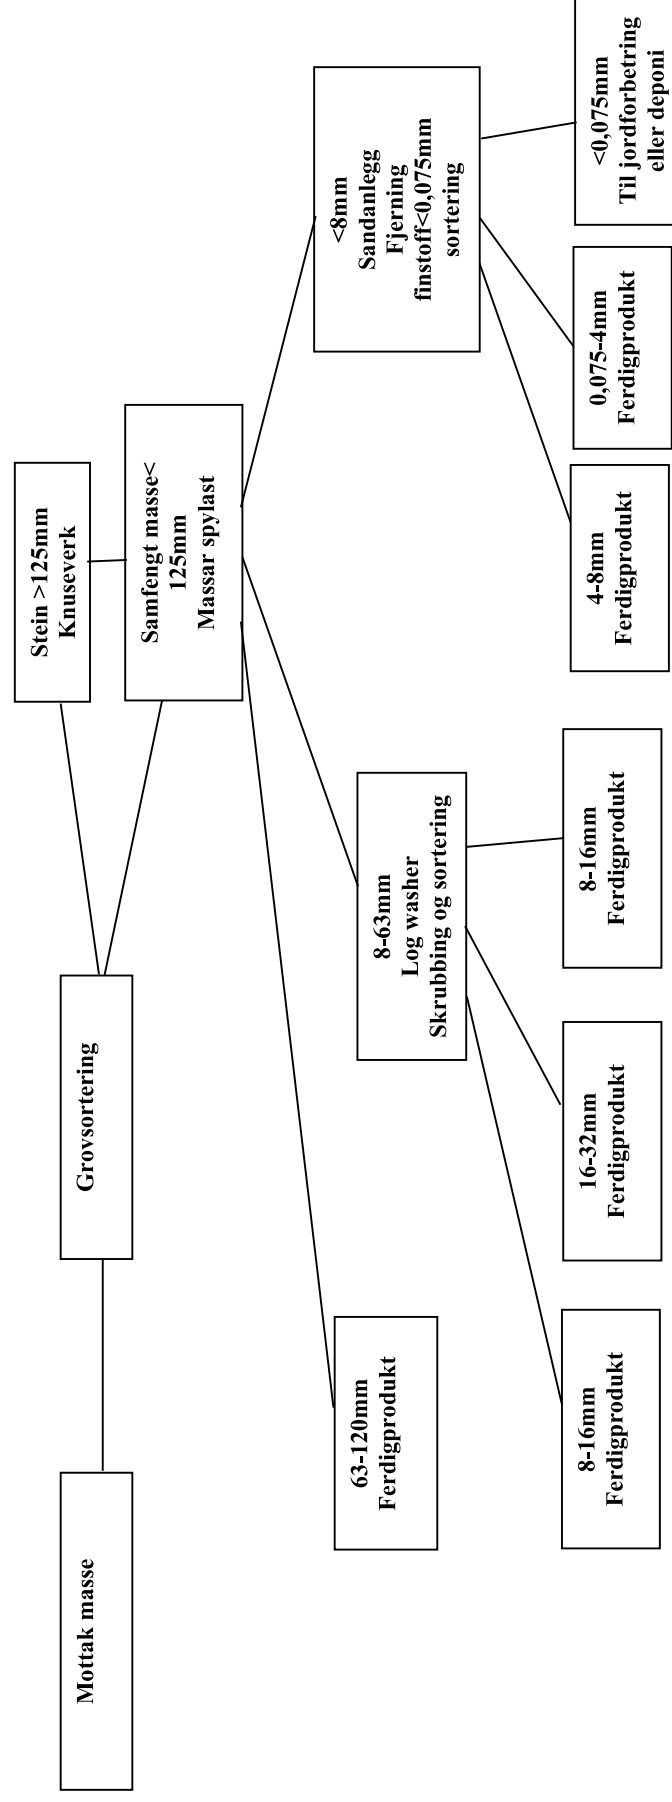 Mottak masse
Grovsortering
Stein >125mm
Knuseverk
Samfengt masse<
125mm
Massar spylast
63-120mm
Ferdigprodukt
8-63mm
Log washer
Skrubbing og sortering
<8mm
Sandanlegg
Fjerning
finstoff<0,075mm
sortering
8-16mm
Ferdigprodukt
16-32mm
Ferdigprodukt
8-16mm
Ferdigprodukt
4-8mm
Ferdigprodukt
0,075-4mm
Ferdigprodukt
<0,075mm
Til jordforbetring
eller deponi